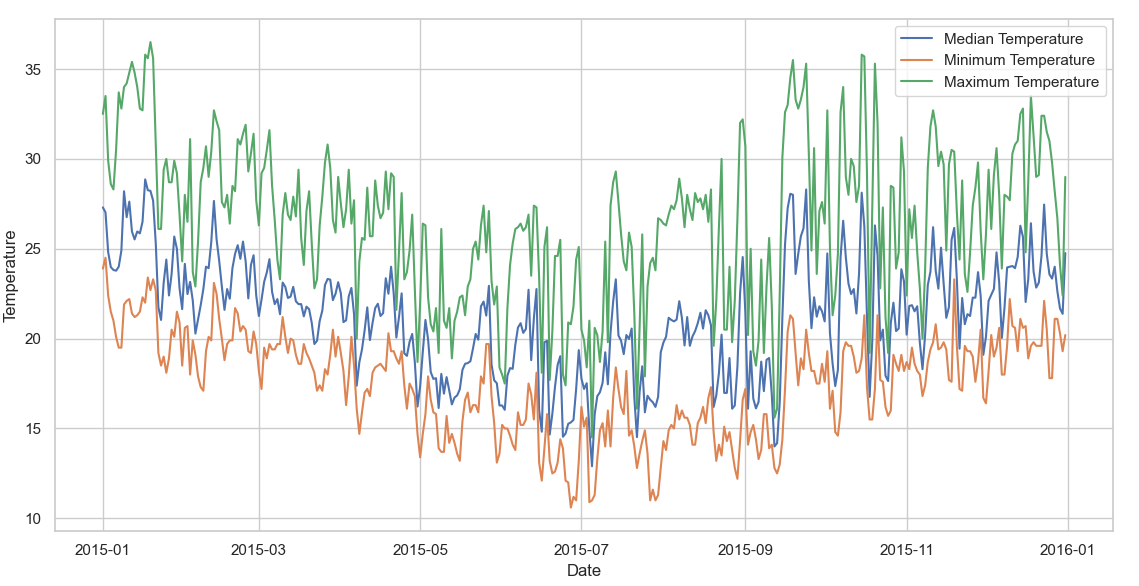 Median Temperature
Minimum Temperature
Maximum Temperature
Temperature
35
30
25
20
15
10
2015-01
2015-03
2015-05
2015-07
2015-09
2015-11
2016-01
Date